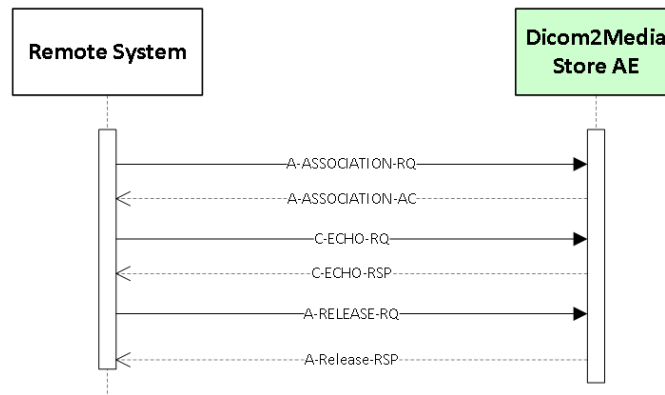 Remote System
Dicom2Media
Store AE
A-ASSOCIATION-RQ
A-ASSOCIATION-AC
C-ECHO-RQ
C-ECHO-RSP
A-RELEASE-RQ
A-Release-RSP